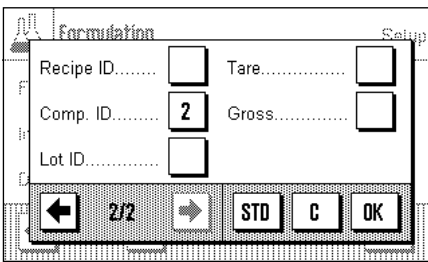 Formulation Setup
Recipe ID........ Tare...............
Comp. ID........ 2 Gross.............
Lot ID.............
2/2 STD C OK